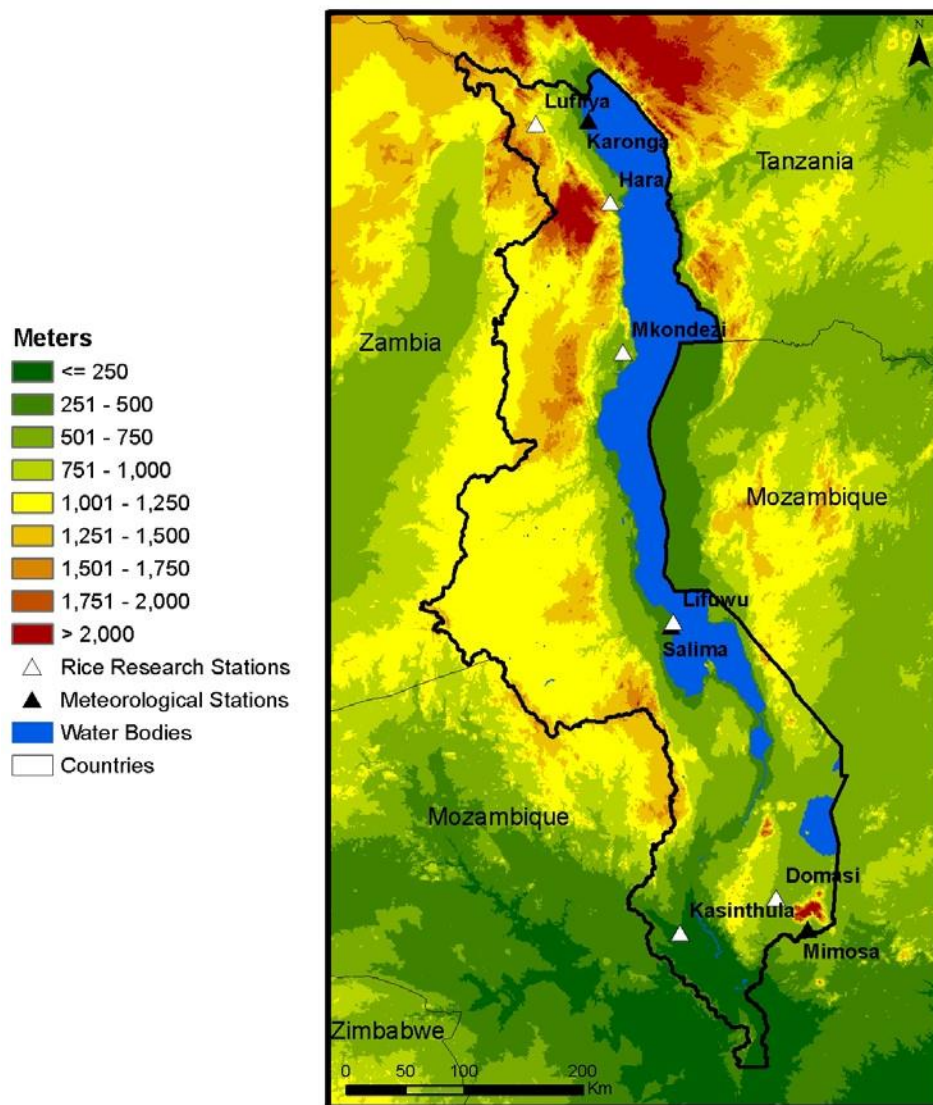 Meters
<= 250
251 - 500
501 - 750
751 - 1,000
1,001 - 1,250
1,251 - 1,500
1,501 - 1,750
1,751 - 2,000
> 2,000
Rice Research Stations
Meteorological Stations
Water Bodies
Countries
N
Lufilya
Karonga
Tanzania
Hara
Mkondezi
Zambia
Mozambique
Lifuwu
Salima
Mozambique
Domasi
Kasinthula
Mimosa
Zimbabwe
0 50 100 200
Km